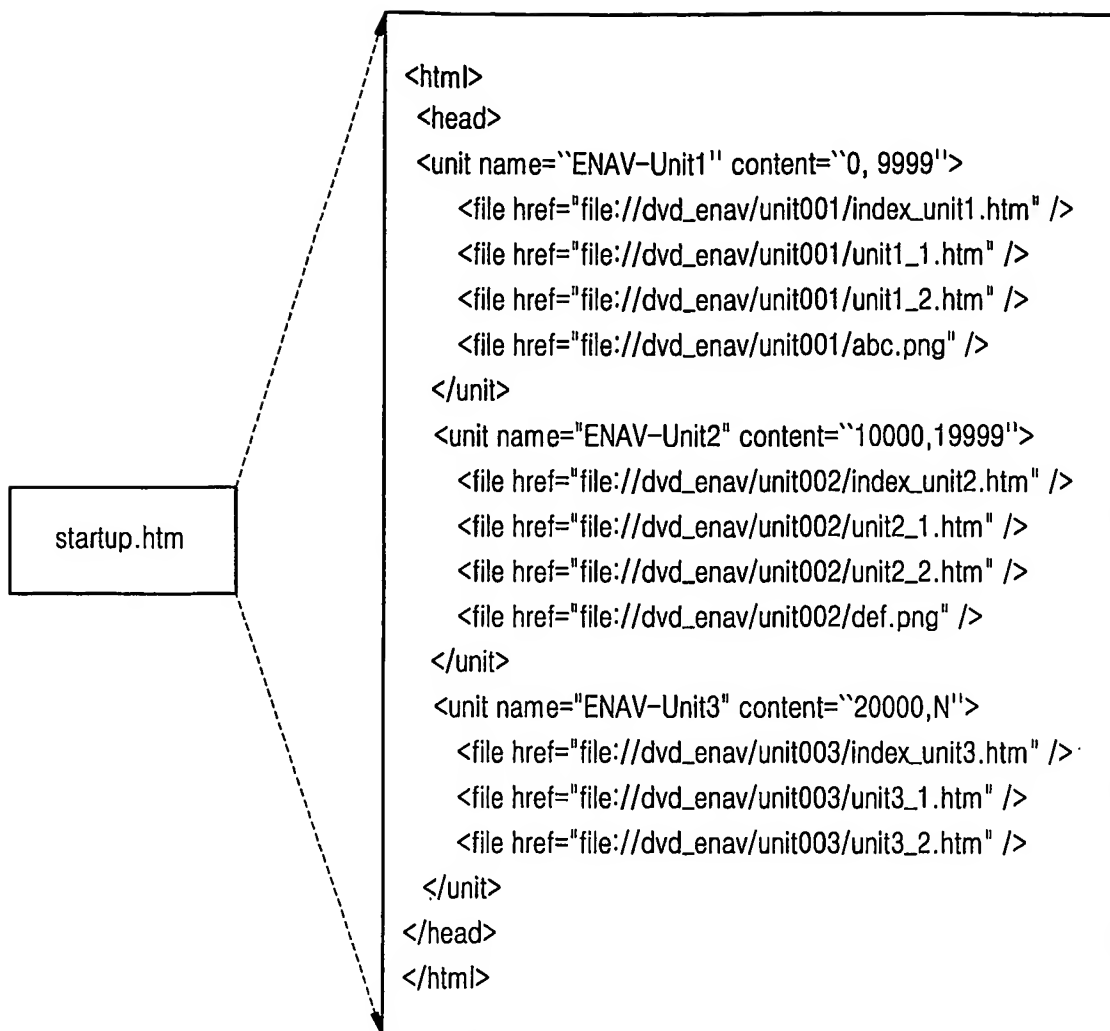 startup.htm
<html>
<head>
<unit name=``ENAV-Unit1'' content=``0, 9999''>
<file href="file://dvd_enav/unit001/index_unit1.htm" />
<file href="file://dvd_enav/unit001/unit1_1.htm" />
<file href="file://dvd_enav/unit001/unit1_2.htm" />
<file href="file://dvd_enav/unit001/abc.png" />
</unit>
<unit name="ENAV-Unit2" content=``10000,19999''>
<file href="file://dvd_enav/unit002/index_unit2.htm" />
<file href="file://dvd_enav/unit002/unit2_1.htm" />
<file href="file://dvd_enav/unit002/unit2_2.htm" />
<file href="file://dvd_enav/unit002/def.png" />
</unit>
<unit name="ENAV-Unit3" content=``20000,N''>
<file href="file://dvd_enav/unit003/index_unit3.htm" />
<file href="file://dvd_enav/unit003/unit3_1.htm" />
<file href="file://dvd_enav/unit003/unit3_2.htm" />
</unit>
</head>
</html>